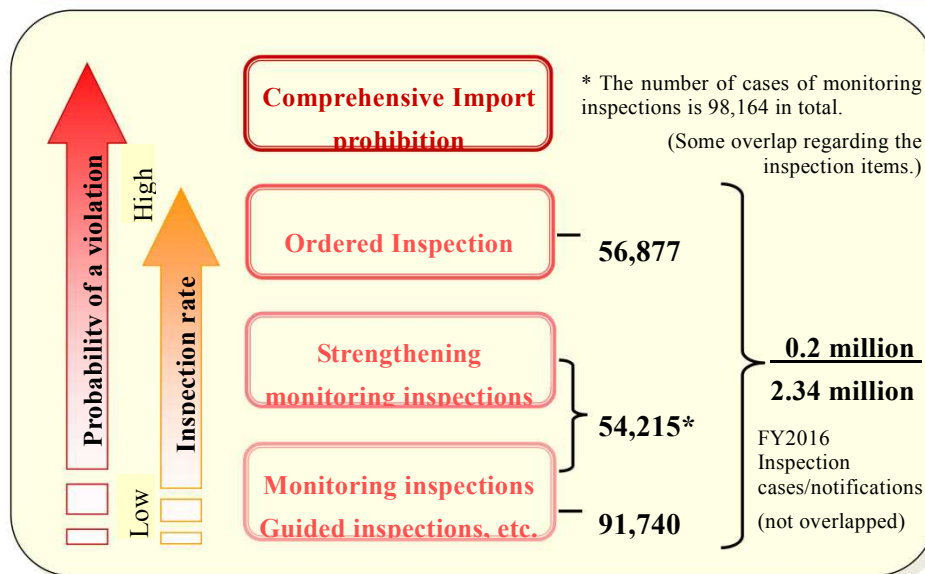 Comprehensive Import
prohibition
* The number of cases of monitoring
inspections is 98,164 in total.
(Some overlap regarding the
inspection items.)
Probability of a violation
High
Low
Inspection rate
Ordered Inspection
56,877
Strengthening
monitoring inspections
54,215*
Monitoring inspections
Guided inspections, etc.
91,740
0.2 million
2.34 million
FY2016
Inspection
cases/notifications
(not overlapped)